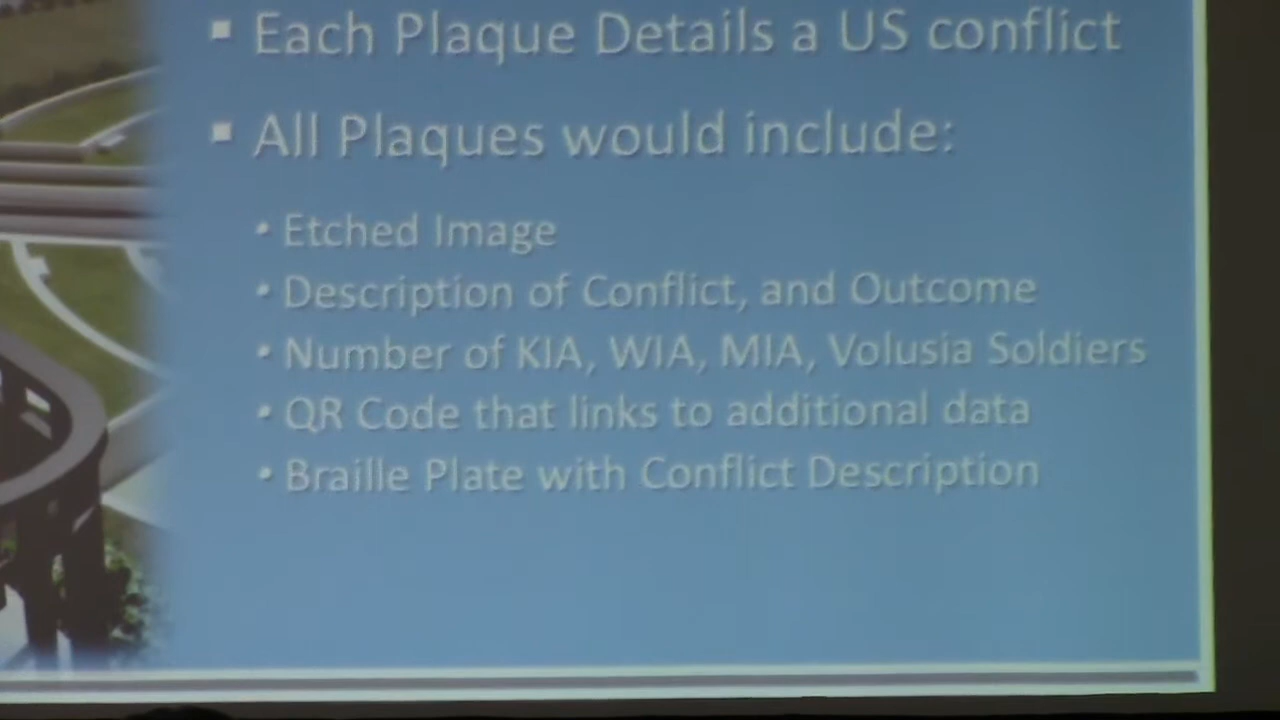 ▪ Each Plaque Details a US conflict
▪ All Plaques would include:
• Etched Image
• Description of Conflict, and Outcome
• Number of KIA, WIA, MIA, Volusia Soldiers
• QR Code that links to additional data
• Braille Plate with Conflict Description